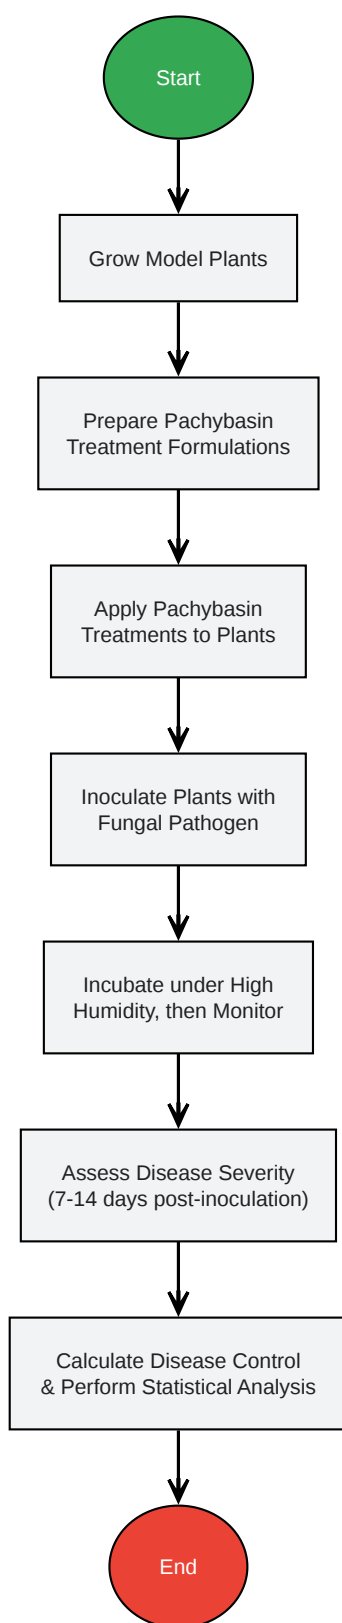 Start
Grow Model Plants
Prepare Pachybasin
Treatment Formulations
Apply Pachybasin
Treatments to Plants
Inoculate Plants with
Fungal Pathogen
Incubate under High
Humidity, then Monitor
Assess Disease Severity
(7-14 days post-inoculation)
Calculate Disease Control
& Perform Statistical Analysis
End